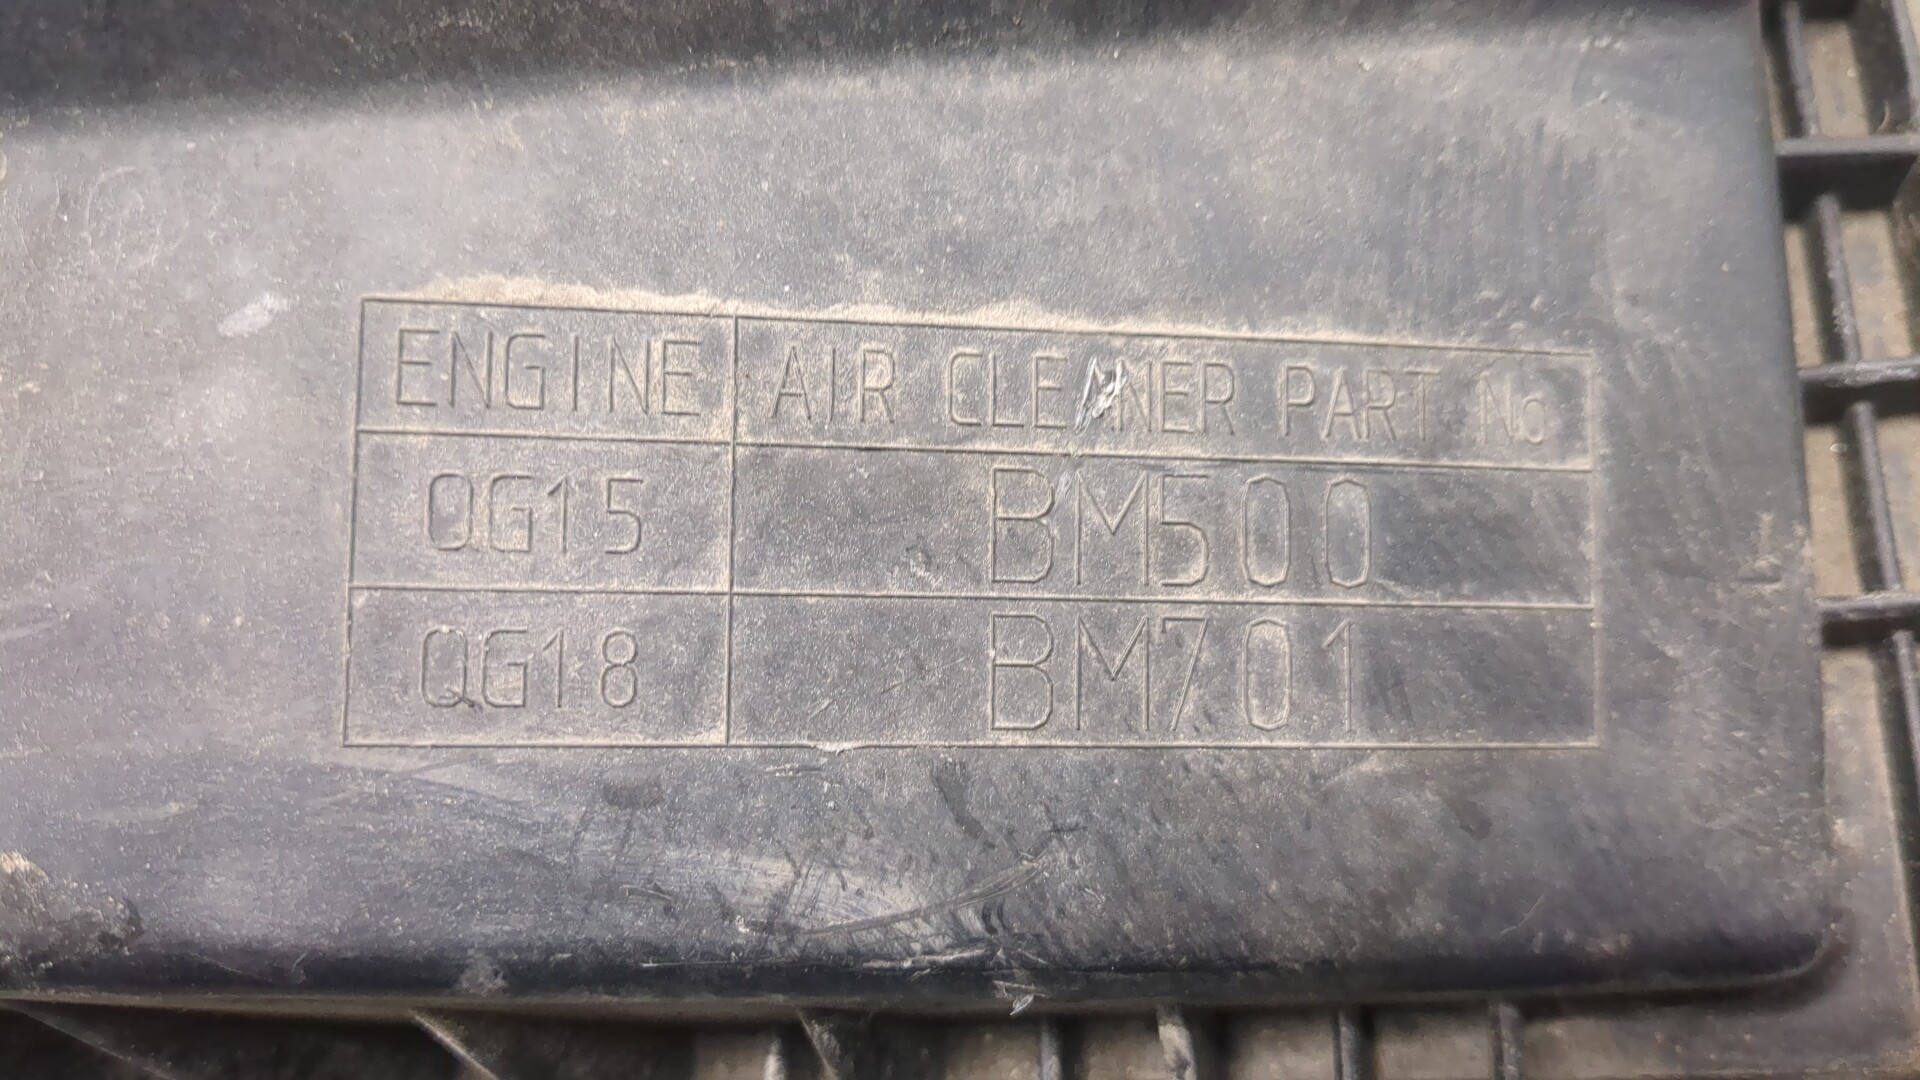 ENGINE AIR CLEANER PART No
QG15 BM500
QG18 BM701